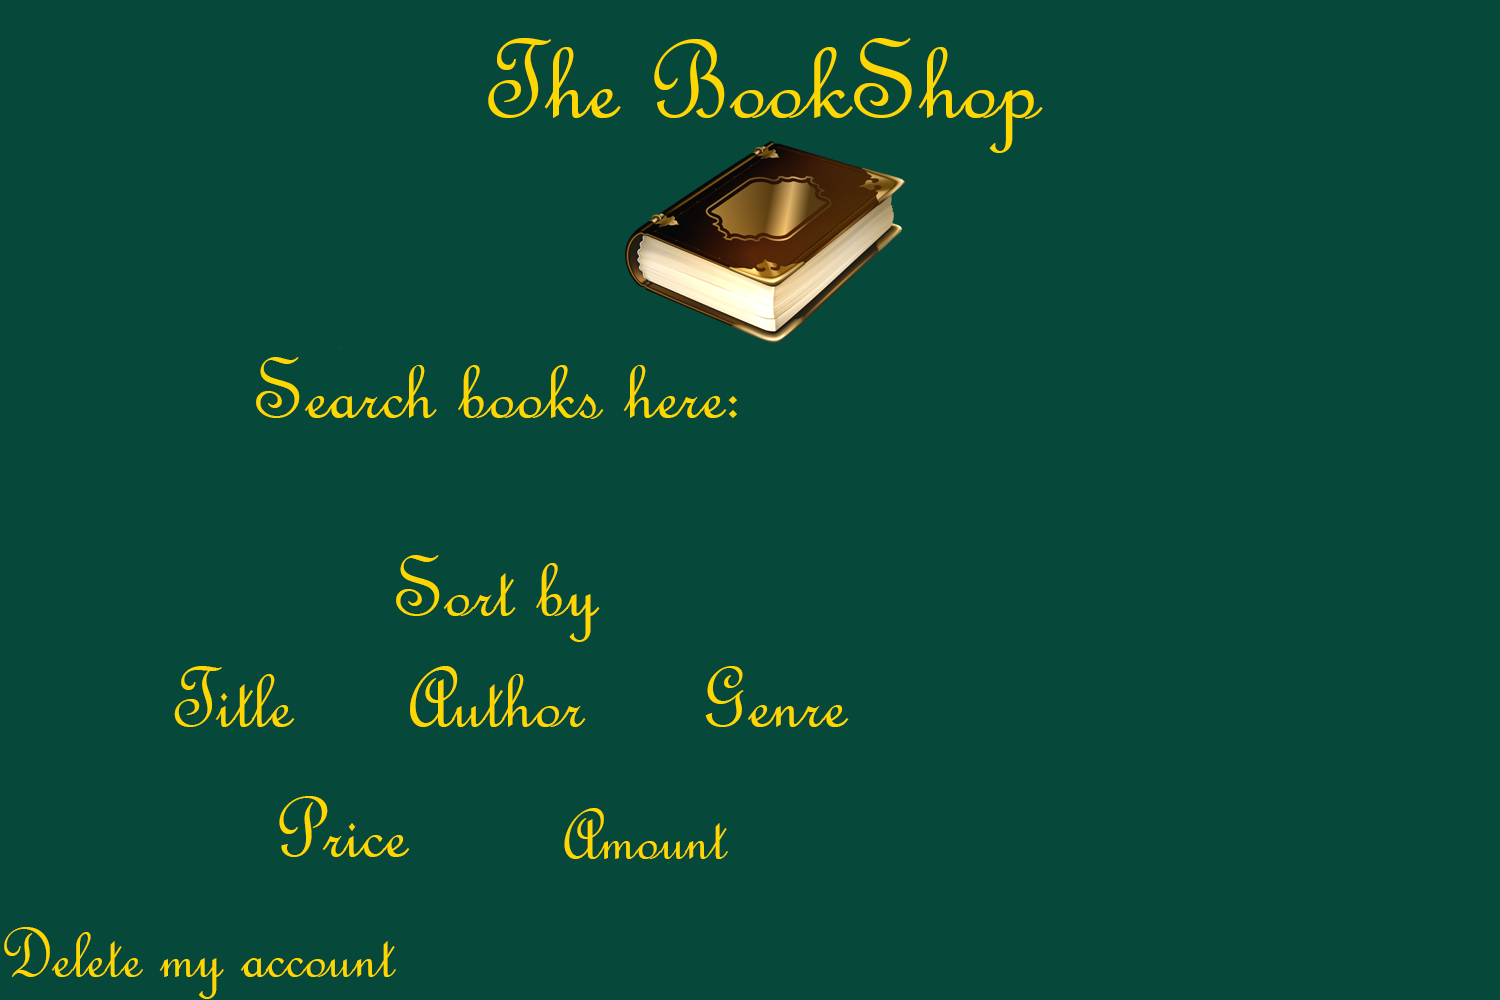 The BookShop
Search books here:
Sort by
Title Author Genre
Price Amount
Delete my account